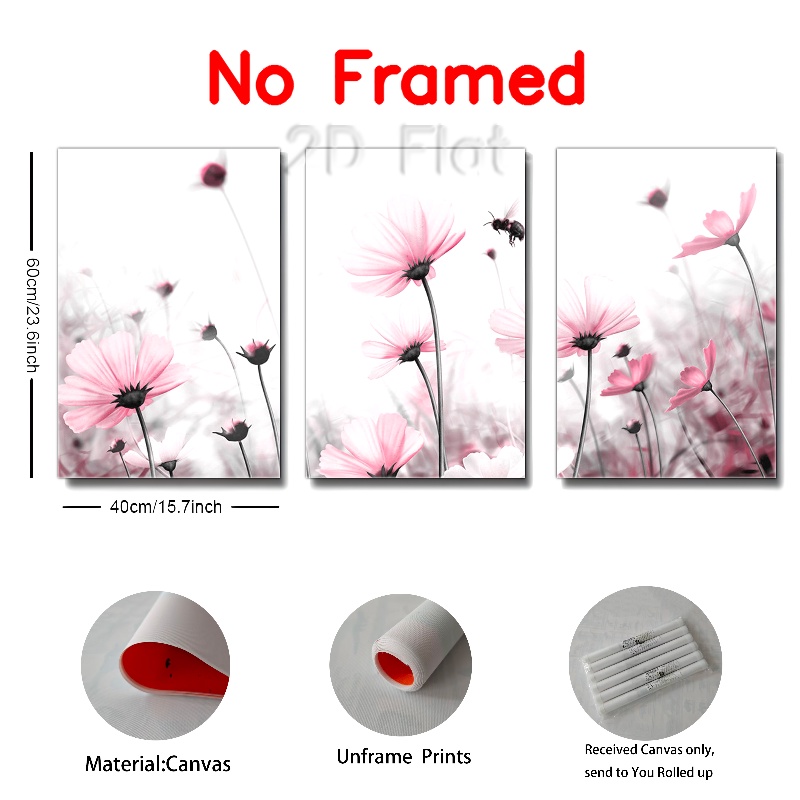 No Framed
2D Flat
60cm/23.6inch
40cm/15.7inch
Material:Canvas
Unframe Prints
Received Canvas only,
send to You Rolled up